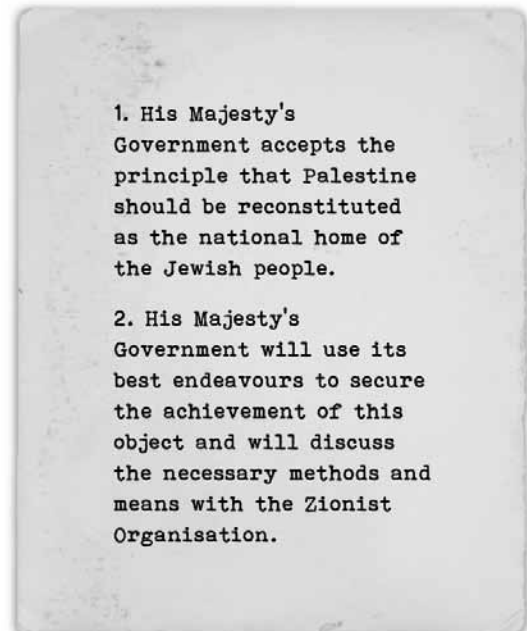 1. His Majesty's
Government accepts the
principle that Palestine
should be reconstituted
as the national home of
the Jewish people.
2. His Majesty's
Government will use its
best endeavours to secure
the achievement of this
object and will discuss
the necessary methods and
means with the Zionist
Organisation.